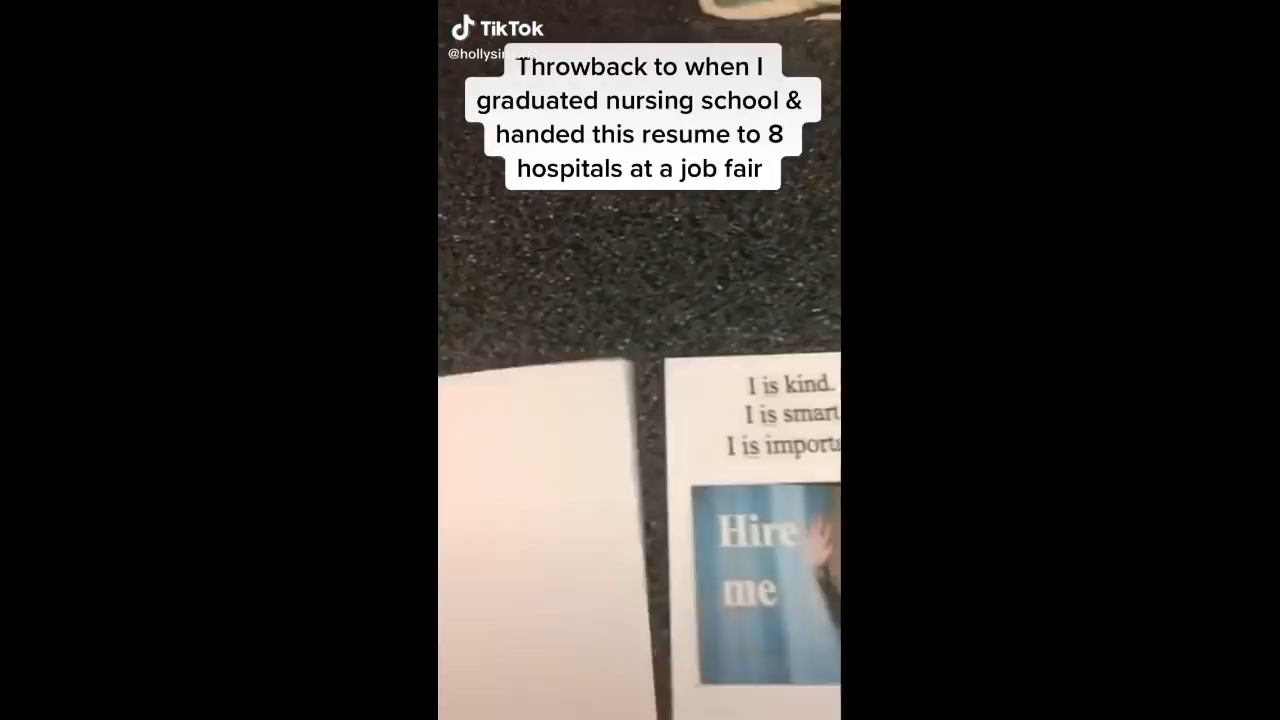 TikTok
Throwback to when I
graduated nursing school &
handed this resume to 8
hospitals at a job fair
I is kind.
I is smart
I is
Hire
me